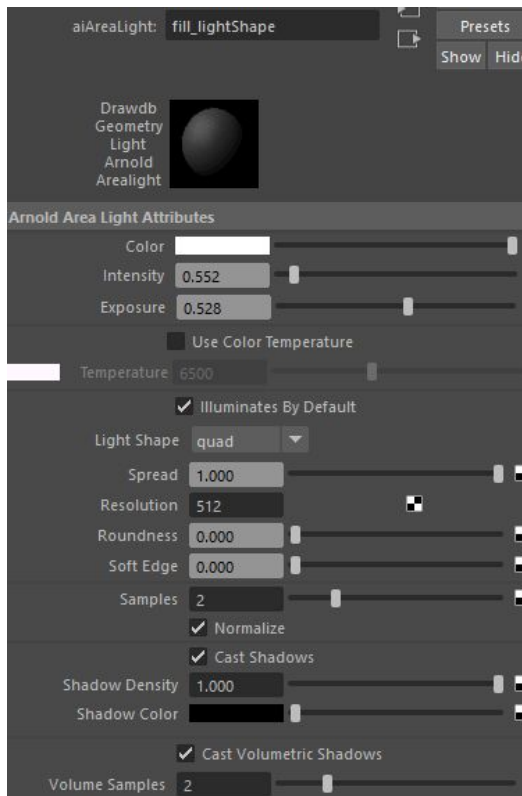 aiAreaLight: fill_lightShape
Presets
Show Hid
Drawdb
Geometry
Light
Arnold
Arealight
Arnold Area Light Attributes
Color
Intensity 0.552
Exposure 0.528
Use Color Temperature
Temperature 6500
Illuminates By Default
Light Shape quad
Spread 1.000
Resolution 512
Roundness 0.000
Soft Edge 0.000
Samples 2
Normalize
Cast Shadows
Shadow Density 1.000
Shadow Color
Cast Volumetric Shadows
Volume Samples 2